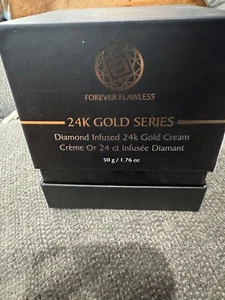 FOREVER FLAWLESS
24K GOLD SERIES
Diamond Infused 24k Gold Cream
Crème Or 24 ct Infusée Diamant
50 g / 1.76 oz